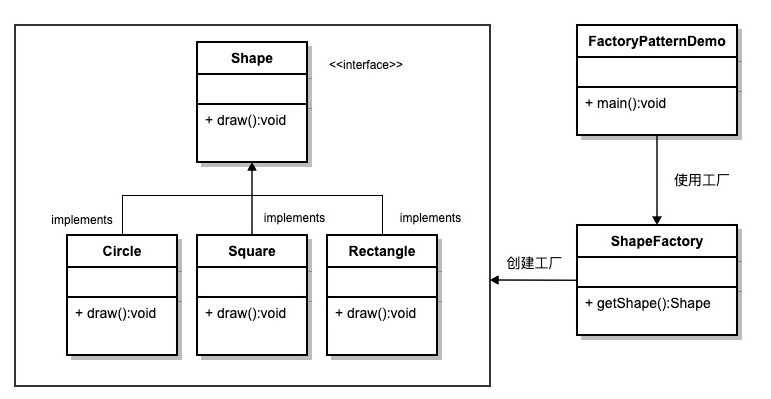 Shape
<<interface>>
+ draw():void
implements
implements
implements
Circle
+ draw():void
Square
+ draw():void
Rectangle
+ draw():void
FactoryPatternDemo
+ main():void
使用工厂
ShapeFactory
+ getShape():Shape
创建工厂